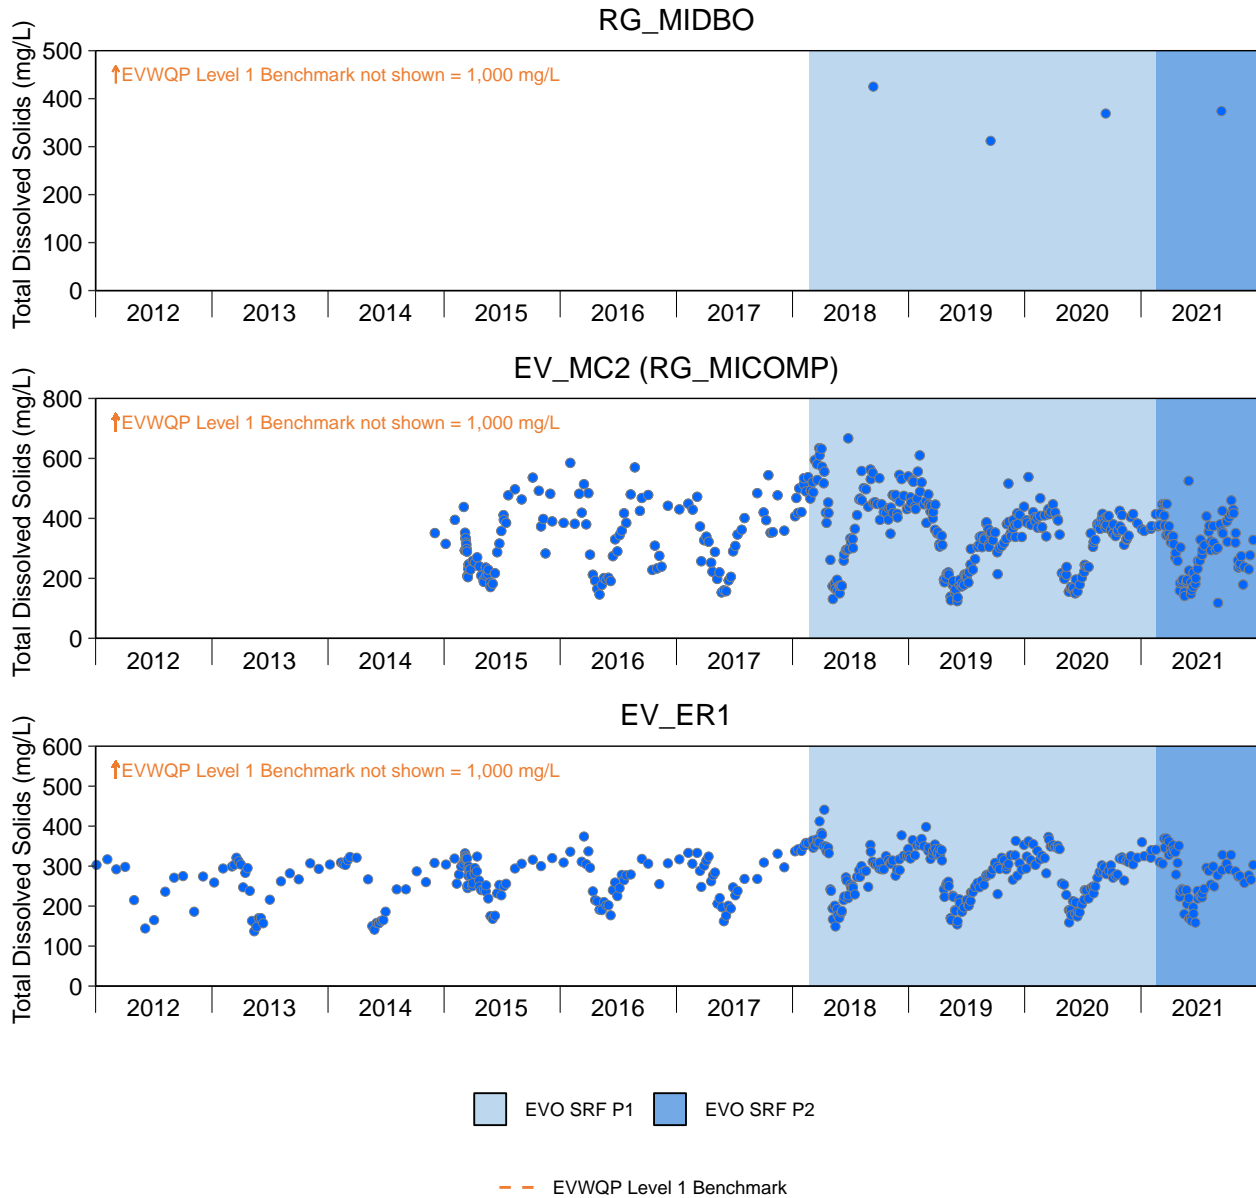 RG_MIDBO
Total Dissolved Solids (mg/L)
500
400
300
200
100
0
↑EVWQP Level 1 Benchmark not shown = 1,000 mg/L
2012 2013 2014 2015 2016 2017 2018 2019 2020 2021
EV_MC2 (RG_MICOMP)
Total Dissolved Solids (mg/L)
800
600
400
200
0
↑EVWQP Level 1 Benchmark not shown = 1,000 mg/L
2012 2013 2014 2015 2016 2017 2018 2019 2020 2021
EV_ER1
Total Dissolved Solids (mg/L)
600
500
400
300
200
100
0
↑EVWQP Level 1 Benchmark not shown = 1,000 mg/L
2012 2013 2014 2015 2016 2017 2018 2019 2020 2021
EVO SRF P1 EVO SRF P2
EVWQP Level 1 Benchmark